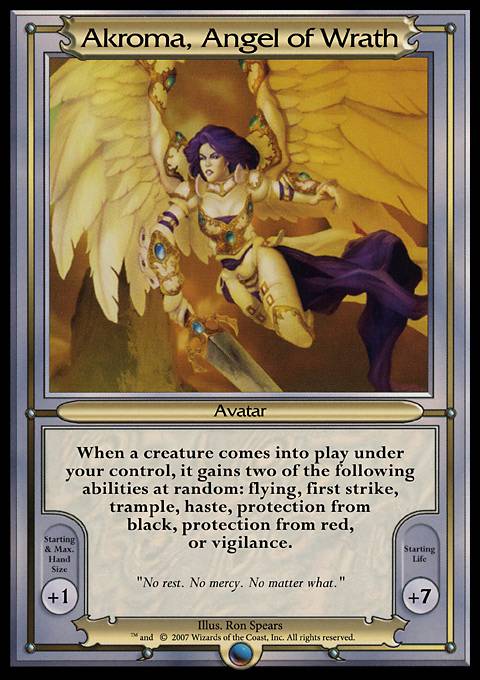 Akroma, Angel of Wrath
Avatar
When a creature comes into play under
your control, it gains two of the following
abilities at random: flying, first strike,
trample, haste, protection from
black, protection from red,
or vigilance.
"No rest. No mercy. No matter what."
Starting
& Max.
Hand
Size
+1
Starting
Life
+7
Illus. Ron Spears
™ and © 2007 Wizards of the Coast, Inc. All rights reserved.